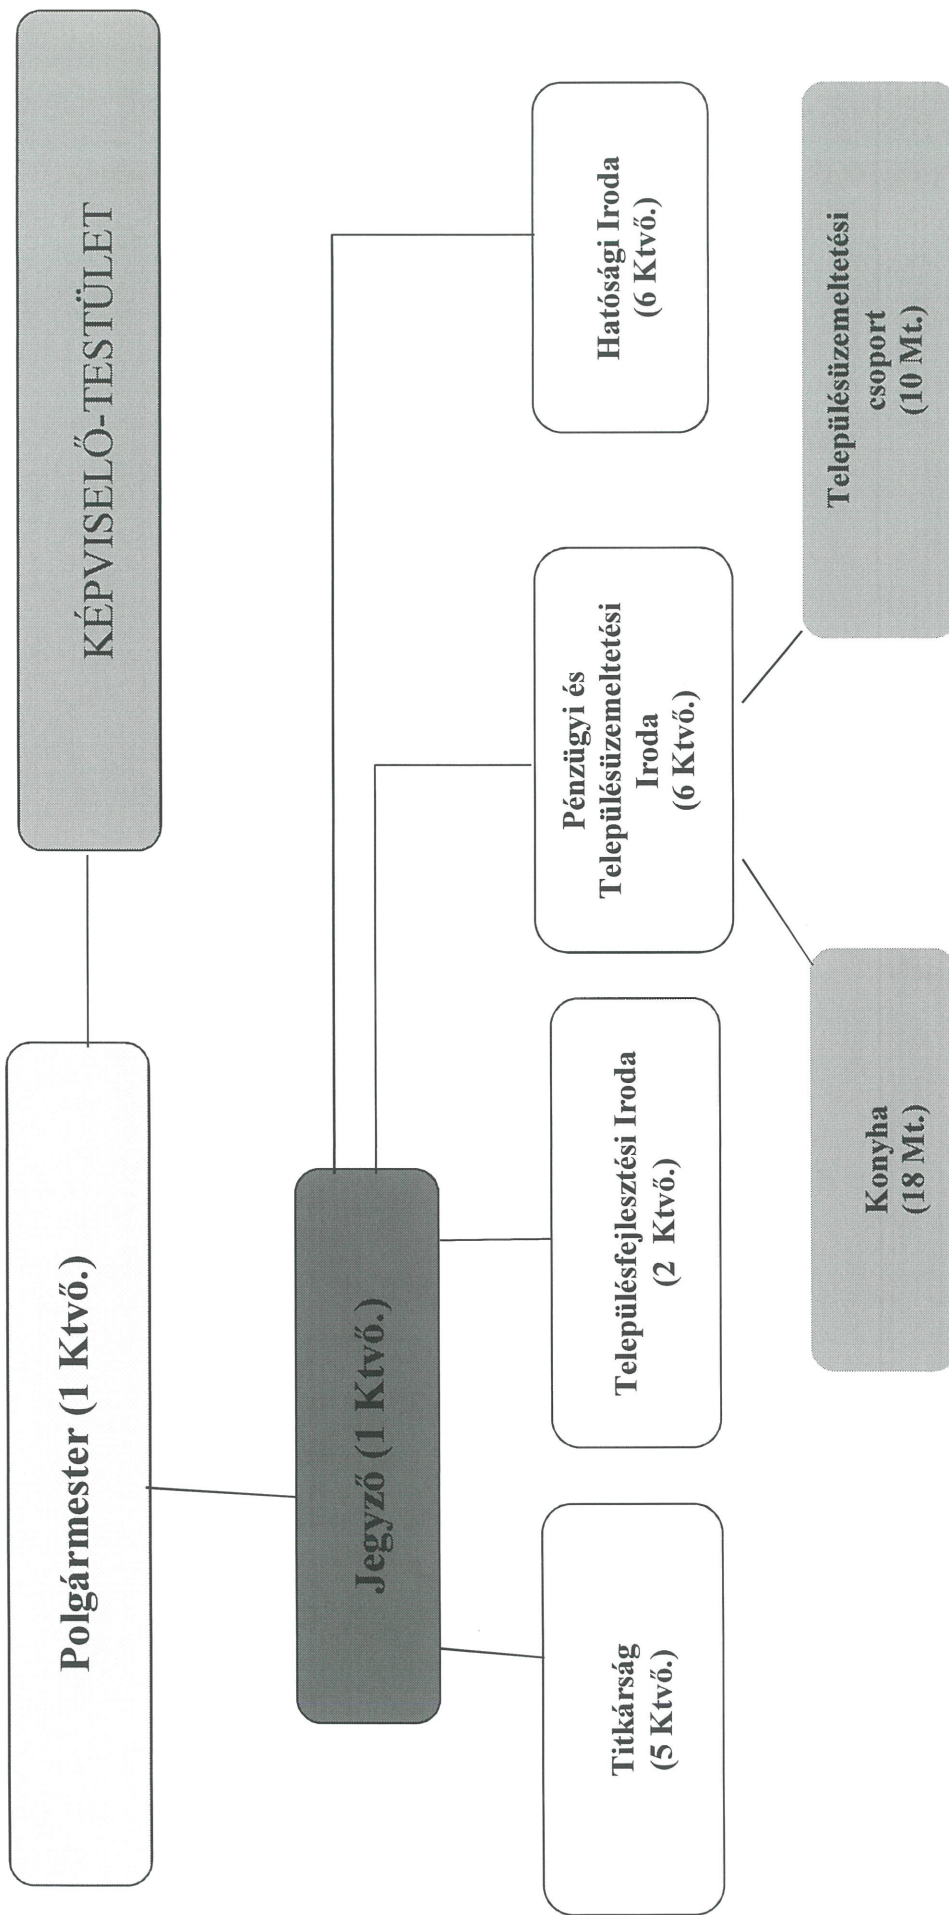 Polgármester (1 Ktvő.)
KÉPVISELŐ-TESTÜLET
Jegyző (1 Ktvő.)
Titkárság
(5 Ktvő.)
Településfejlesztési Iroda
(2 Ktvő.)
Pénzügyi és
Településüzemeltetési
Iroda
(6 Ktvő.)
Hatósági Iroda
(6 Ktvő.)
Konyha
(18 Mt.)
Településüzemeltetési
csoport
(10 Mt.)